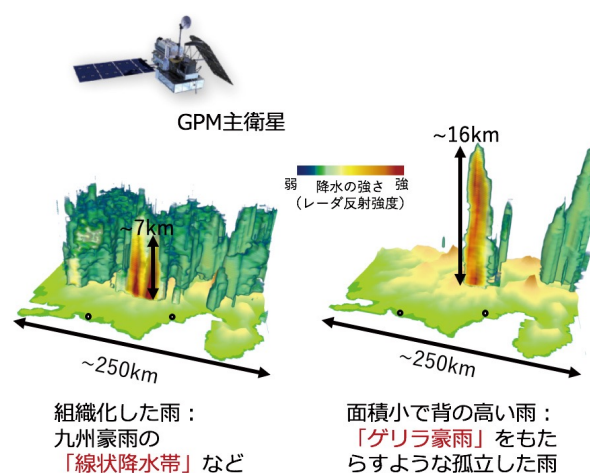 GPM主衛星
~16km
弱 降水の強さ 強
（レーダ反射強度）
~7km
~250km
~250km
組織化した雨：
九州豪雨の
「線状降水帯」など
面積小で背の高い雨：
「ゲリラ豪雨」をもた
らすような孤立した雨